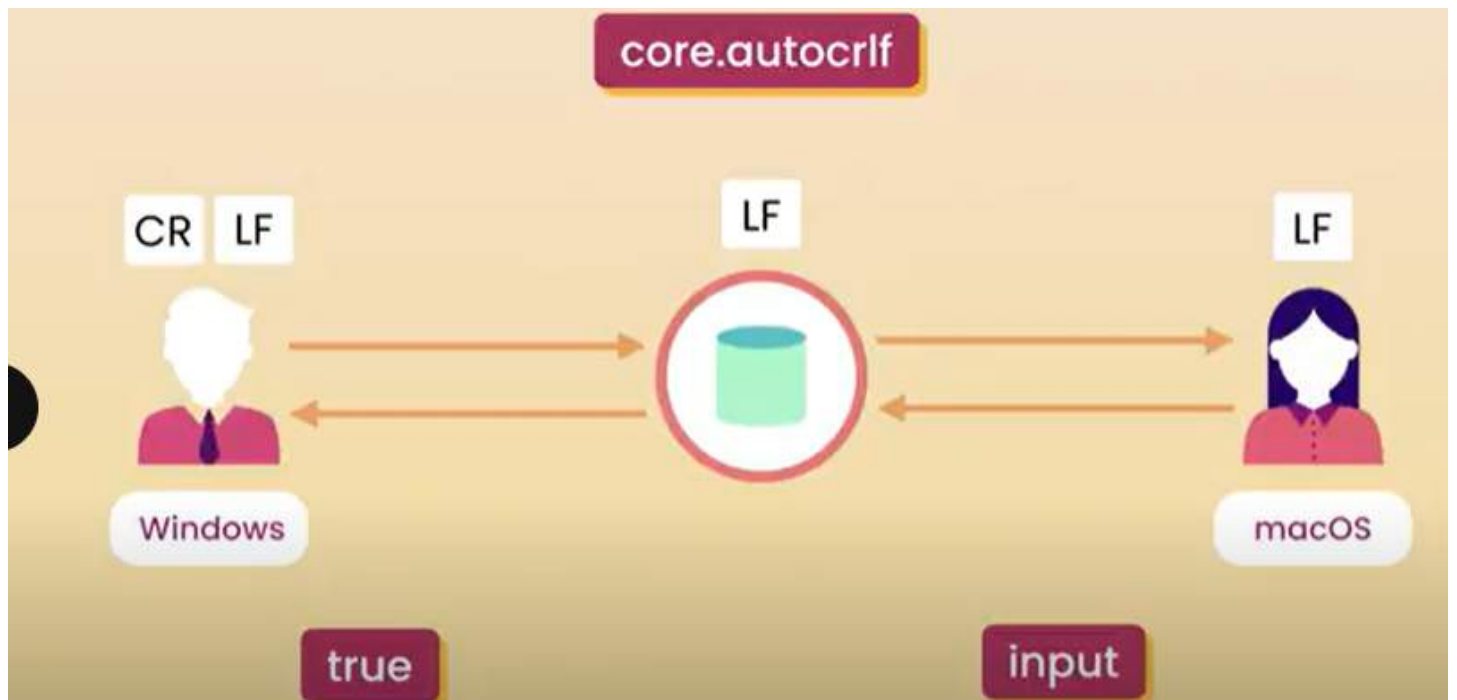 core.autocrlf
CR LF
LF
LF
Windows
macOS
true
input